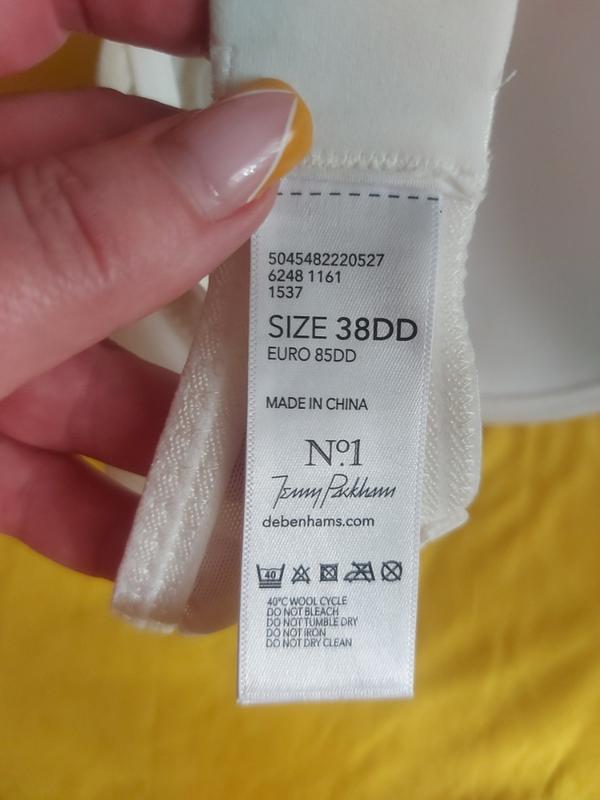 5045482220527
6248 1161
1537
SIZE 38DD
EURO 85DD
MADE IN CHINA
Nº1
Jenny Packham
debenhams.com
40
40°C WOOL CYCLE
DO NOT BLEACH
DO NOT TUMBLE DRY
DO NOT IRON
DO NOT DRY CLEAN